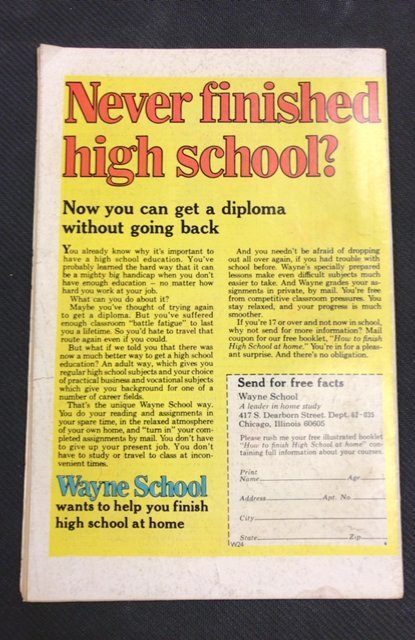 Never finished
high school?
Now you can get a diploma
without going back
You already know why it's important to
have a high school education. You've
probably learned the hard way that it can
be a mighty big handicap when you don't
have enough education — no matter how
hard you work at your job.
What can you do about it?
Maybe you've thought of trying again
to get a diploma. But you've suffered
enough classroom "battle fatigue" to last
you a lifetime. So you'd hate to travel that
route again even if you could.
But what if we told you that there was
now a much better way to get a high school
education? An adult way, which gives you
regular high school subjects and your choice
of practical business and vocational subjects
which give you background for one of a
number of career fields.
That's the unique Wayne School way.
You do your reading and assignments in
your spare time, in the relaxed atmosphere
of your own home, and "turn in" your com-
pleted assignments by mail. You don't have
to give up your present job. You don't
have to study or travel to class at incon-
venient times.
Wayne School
wants to help you finish
high school at home
And you needn't be afraid of dropping
out all over again, if you had trouble with
school before. Wayne's specially prepared
lessons make even difficult subjects much
easier to take. And Wayne grades your as-
signments in private, by mail. You're free
from competitive classroom pressures. You
stay relaxed, and your progress is much
smoother.
If you're 17 or over and not now in school,
why not send for more information? Mail
coupon for our free booklet, "How to finish
High School at home." You're in for a pleas-
ant surprise. And there's no obligation.
Send for free facts
Wayne School
A leader in home study
417 S. Dearborn Street. Dept. 62-035
Chicago, Illinois 60605
Please rush me your free illustrated booklet
"How to finish High School at home" con-
taining full information about your courses.
Print
Name Age
Address Apt. No.
City
State Zip
W24